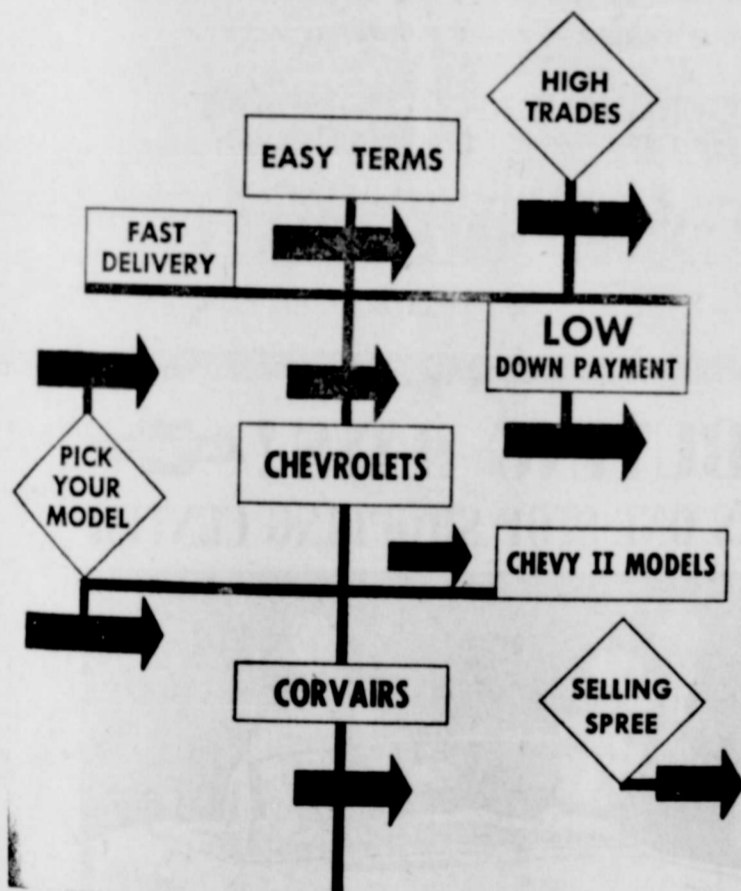 HIGH
TRADES
EASY TERMS
FAST
DELIVERY
LOW
DOWN PAYMENT
PICK
YOUR
MODEL
CHEVROLETS
CHEVY II MODELS
CORVAIRS
SELLING
SPREE